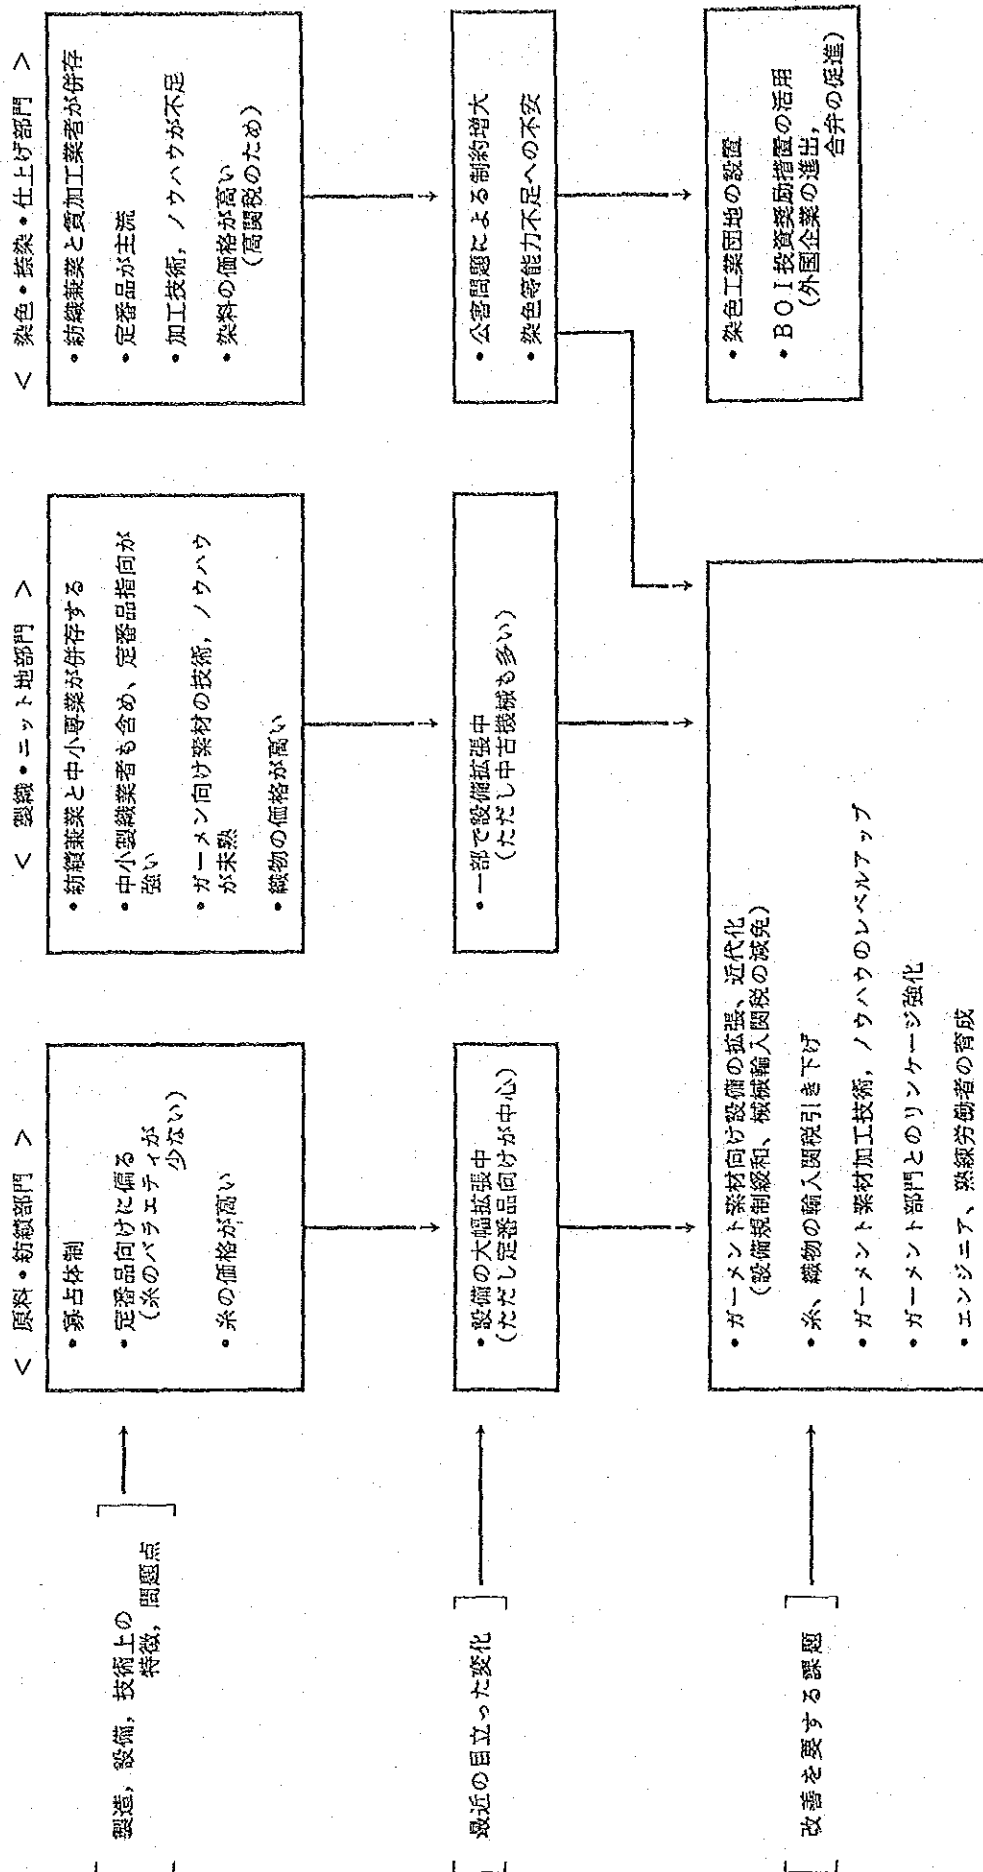 < 原料・紡績部門 >
< 製織・ニット地部門 >
< 染色・捺染・仕上げ部門 >
製造，設備，技術上の
特徴，問題点
・寡占体制
・定番品向けに偏る
（糸のバラエティが
少ない）
・糸の価格が高い
・紡績兼業と中小専業が併存する
・中小製織業者も含め、定番品指向が
強い
・ガーメン向け素材の技術，ノウハウ
が未熟
・織物の価格が高い
・紡織兼業と賃加工業者が併存
・定番品が主流
・加工技術，ノウハウが不足
・染料の価格が高い
（高関税のため）
最近の目立った変化
・設備の大幅拡張中
（ただし定番品向けが中心）
・一部で設備拡張中
（ただし中古機械も多い）
・公害問題による制約増大
・染色等能力不足への不安
改善を要する課題
・ガーメント素材向け設備の拡張、近代化
（設備規制緩和、機械輸入関税の減免）
・糸、織物の輸入関税引き下げ
・ガーメント素材加工技術，ノウハウのレベルアップ
・ガーメント部門とのリンケージ強化
・エンジニア、熟練労働者の育成
・染色工業団地の設置
・ＢＯＩ投資奨励措置の活用
（外国企業の進出，
合弁の促進）